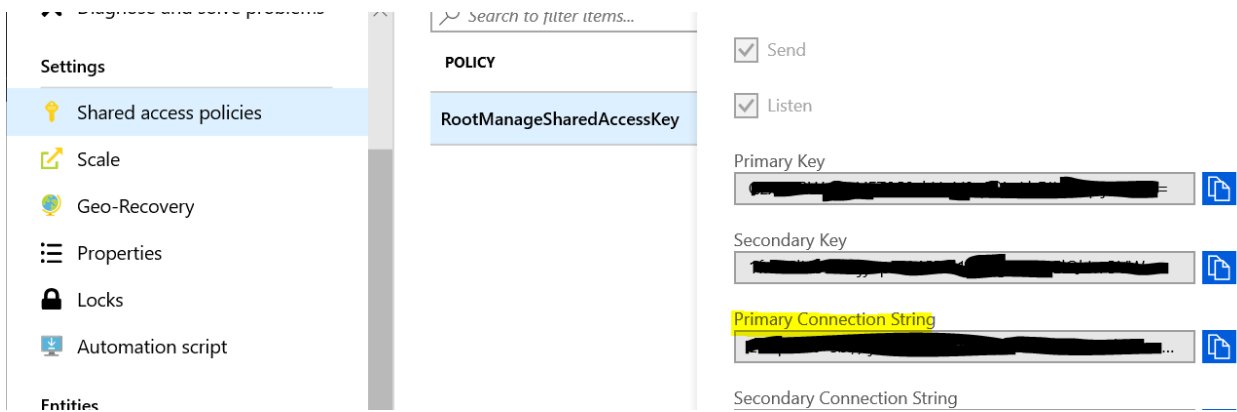 Diagnose and solve problems
Settings
Shared access policies
Scale
Geo-Recovery
Properties
Locks
Automation script
Entities
Search to filter items...
POLICY
RootManageSharedAccessKey
Send
Listen
Primary Key
Secondary Key
Primary Connection String
Secondary Connection String